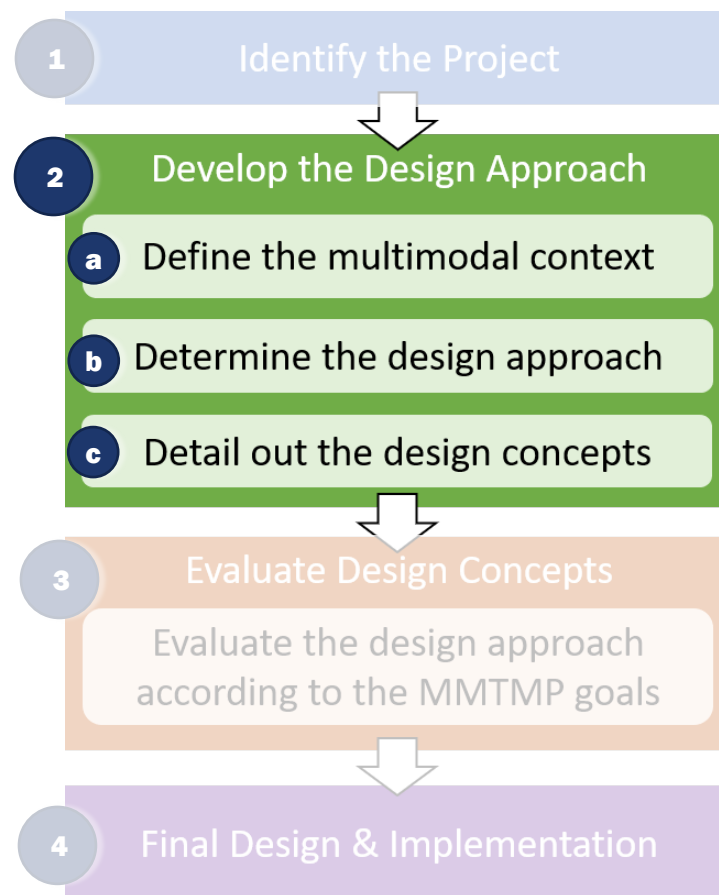 1 Identify the Project
2 Develop the Design Approach
a Define the multimodal context
b Determine the design approach
c Detail out the design concepts
3 Evaluate Design Concepts
Evaluate the design approach
according to the MMTMP goals
4 Final Design & Implementation